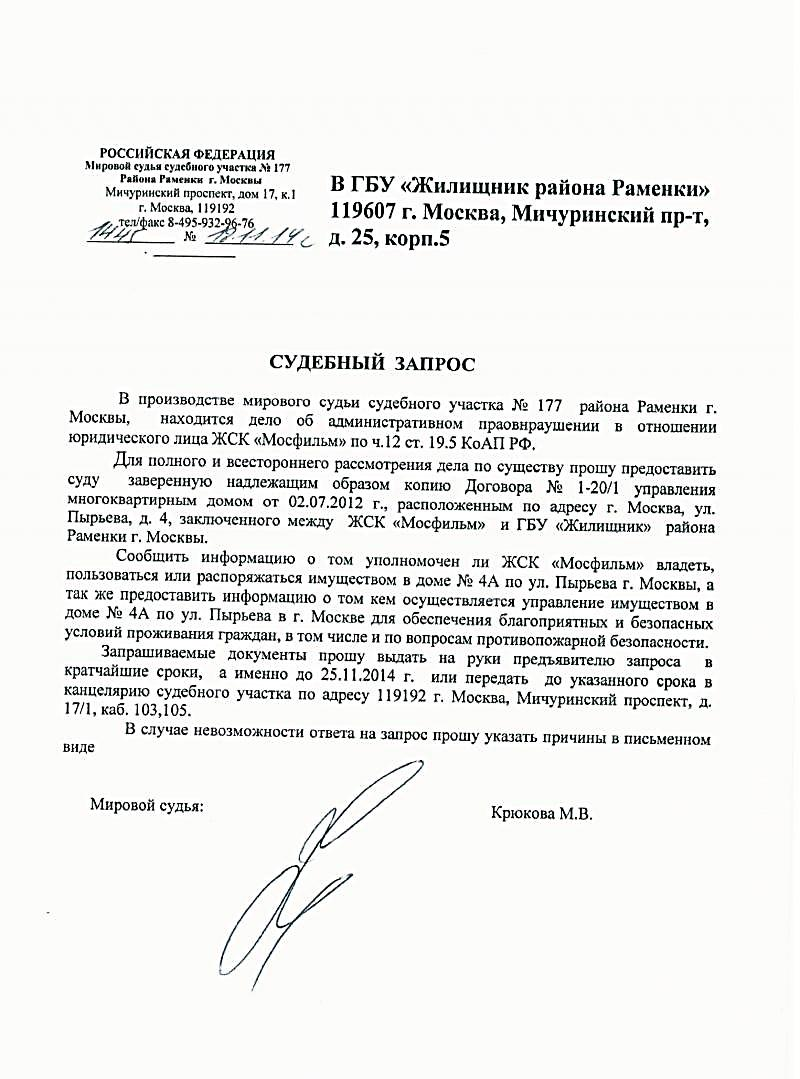 РОССИЙСКАЯ ФЕДЕРАЦИЯ
Мировой судья судебного участка № 177
Района Раменки г. Москвы
Мичуринский проспект, дом 17, к.1
г. Москва, 119192
тел/факс 8-495-932-96-76
1445 № 18.11.14 г
В ГБУ «Жилищник района Раменки»
119607 г. Москва, Мичуринский пр-т,
д. 25, корп.5
СУДЕБНЫЙ ЗАПРОС
В производстве мирового судьи судебного участка № 177 района Раменки г.
Москвы, находится дело об административном праовнраушении в отношении
юридического лица ЖСК «Мосфильм» по ч.12 ст. 19.5 КоАП РФ.
Для полного и всестороннего рассмотрения дела по существу прошу предоставить
суду заверенную надлежащим образом копию Договора № 1-20/1 управления
многоквартирным домом от 02.07.2012 г., расположенным по адресу г. Москва, ул.
Пырьева, д. 4, заключенного между ЖСК «Мосфильм» и ГБУ «Жилищник» района
Раменки г. Москвы.
Сообщить информацию о том уполномочен ли ЖСК «Мосфильм» владеть,
пользоваться или распоряжаться имуществом в доме № 4А по ул. Пырьева г. Москвы, а
так же предоставить информацию о том кем осуществляется управление имуществом в
доме № 4А по ул. Пырьева в г. Москве для обеспечения благоприятных и безопасных
условий проживания граждан, в том числе и по вопросам противопожарной безопасности.
Запрашиваемые документы прошу выдать на руки предъявителю запроса в
кратчайшие сроки, а именно до 25.11.2014 г. или передать до указанного срока в
канцелярию судебного участка по адресу 119192 г. Москва, Мичуринский проспект, д.
17/1, каб. 103,105.
В случае невозможности ответа на запрос прошу указать причины в письменном
виде
Мировой судья:
Крюкова М.В.